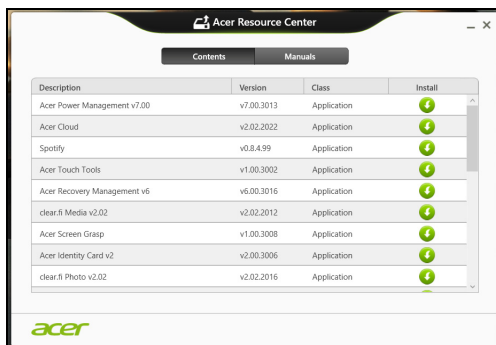 Acer Resource Center
Contents Manuals
Description Version Class Install
Acer Power Management v7.00 v7.00.3013 Application
Acer Cloud v2.02.2022 Application
Spotify v0.8.4.99 Application
Acer Touch Tools v1.00.3002 Application
Acer Recovery Management v6 v6.00.3016 Application
clear.fi Media v2.02 v2.02.2012 Application
Acer Screen Grasp v1.00.3008 Application
Acer Identity Card v2 v2.00.3006 Application
clear.fi Photo v2.02 v2.02.2016 Application
acer